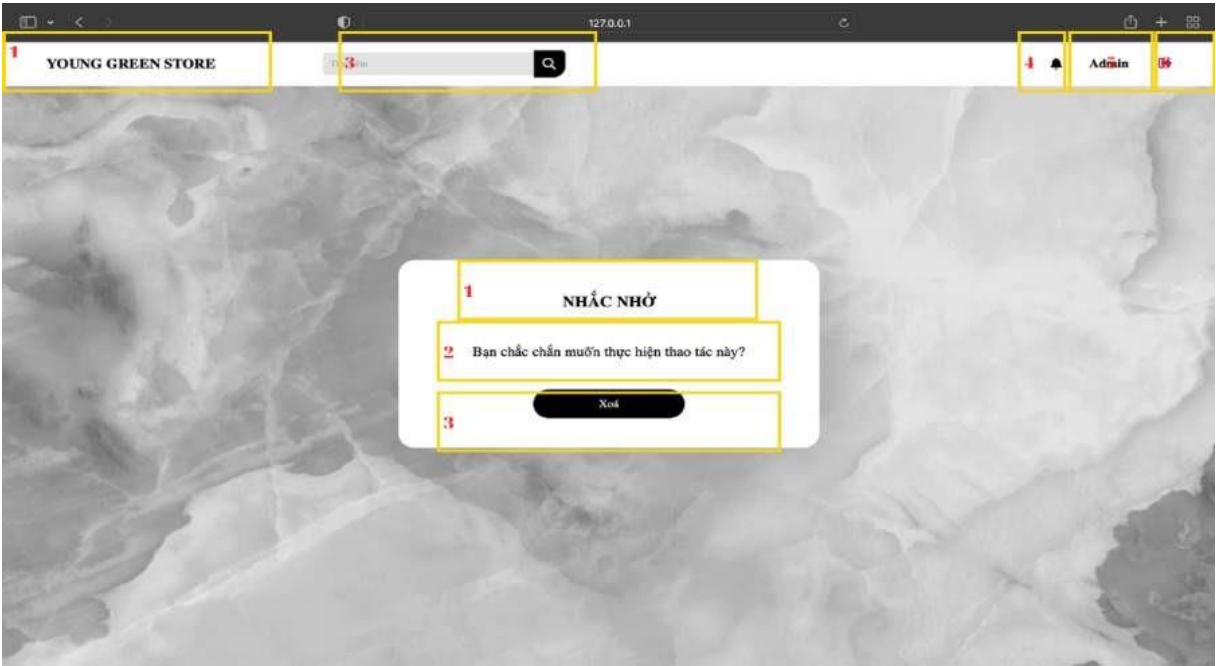 127.0.0.1
1
YOUNG GREEN STORE
3
4
Admin
1
NHẮC NHỞ
2 Bạn chắc chắn muốn thực hiện thao tác này?
Xoá
3